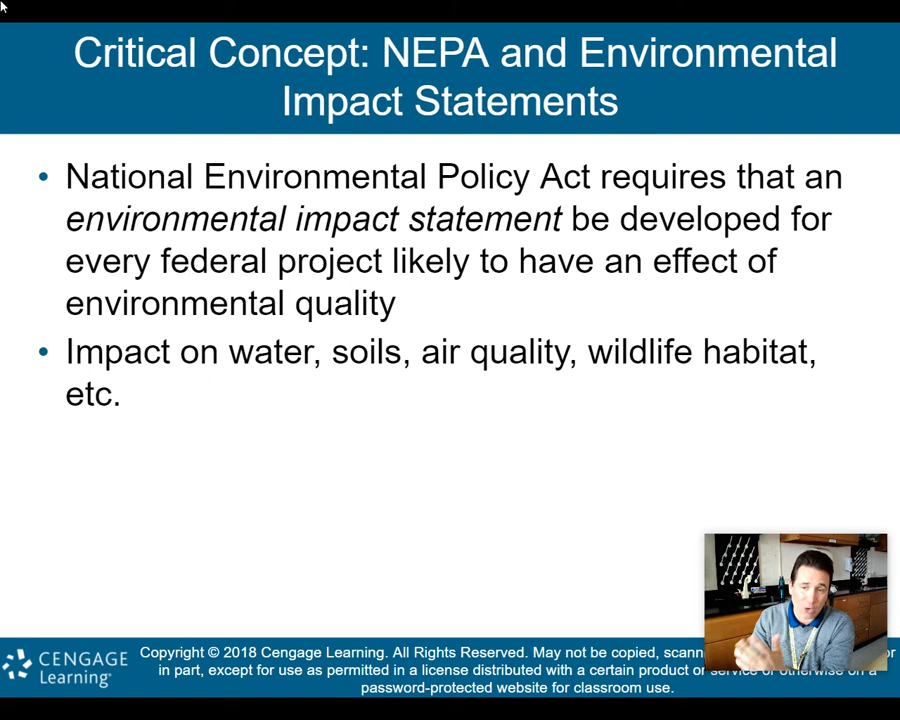 Critical Concept: NEPA and Environmental
Impact Statements
• National Environmental Policy Act requires that an
environmental impact statement be developed for
every federal project likely to have an effect of
environmental quality
• Impact on water, soils, air quality, wildlife habitat,
etc.
CENGAGE
Learning
Copyright © 2018 Cengage Learning. All Rights Reserved. May not be copied, or
in part, except for use as permitted in a license distributed with a certain product or service or otherwise on a
password-protected website for classroom use.